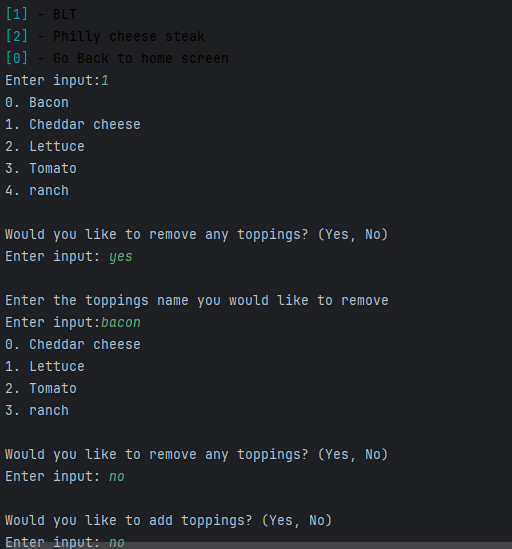 [1] - BLT
[2] - Philly cheese steak
[0] - Go Back to home screen
Enter input:1
0. Bacon
1. Cheddar cheese
2. Lettuce
3. Tomato
4. ranch
Would you like to remove any toppings? (Yes, No)
Enter input: yes
Enter the toppings name you would like to remove
Enter input:bacon
0. Cheddar cheese
1. Lettuce
2. Tomato
3. ranch
Would you like to remove any toppings? (Yes, No)
Enter input: no
Would you like to add toppings? (Yes, No)
Enter input: no